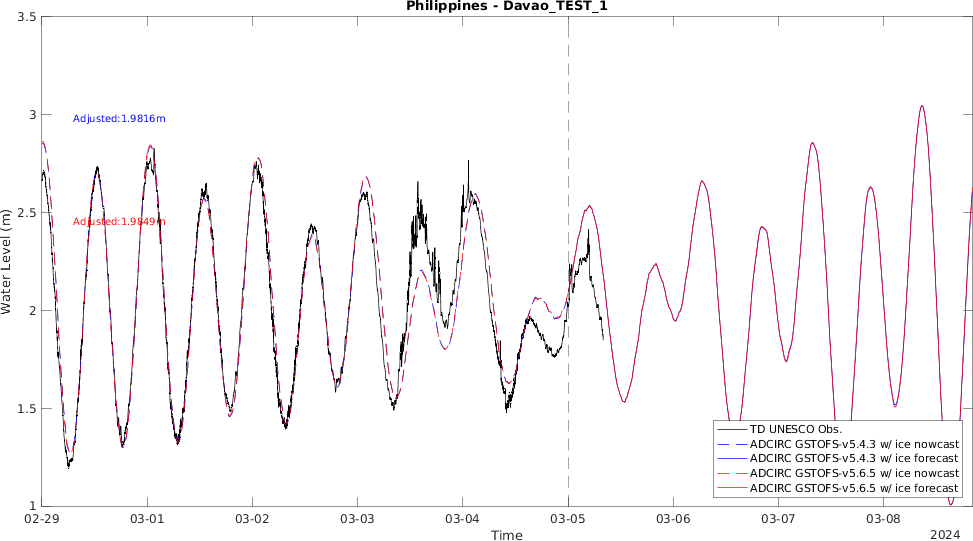 Philippines - Davao_TEST_1
Water Level (m)
3.5
3
2.5
2
1.5
1
Adjusted:1.9816m
Adjusted:1.9849m
TD UNESCO Obs.
ADCIRC GSTOFS-v5.4.3 w/ ice nowcast
ADCIRC GSTOFS-v5.4.3 w/ ice forecast
ADCIRC GSTOFS-v5.6.5 w/ ice nowcast
ADCIRC GSTOFS-v5.6.5 w/ ice forecast
02-29 03-01 03-02 03-03 03-04 03-05 03-06 03-07 03-08
Time
2024